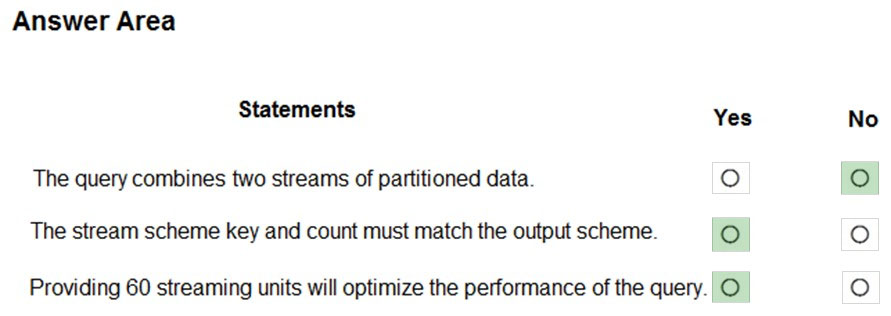 Answer Area
Statements Yes No
The query combines two streams of partitioned data.
The stream scheme key and count must match the output scheme.
Providing 60 streaming units will optimize the performance of the query.